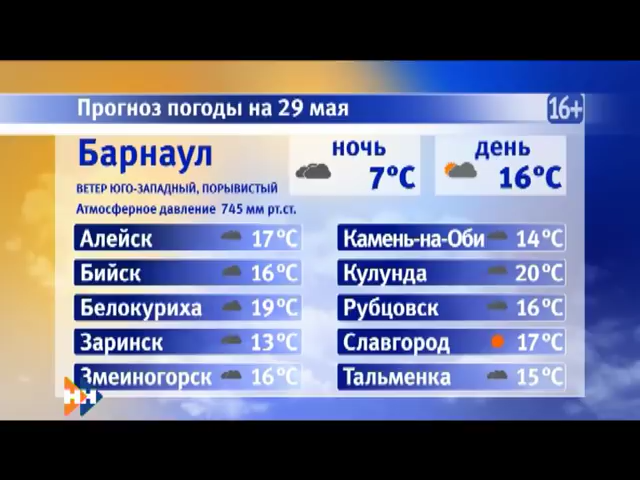 Прогноз погоды на 29 мая
16+
Барнаул
ночь
7°C
день
16°C
ВЕТЕР ЮГО-ЗАПАДНЫЙ, ПОРЫВИСТЫЙ
Атмосферное давление 745 мм рт.ст.
Алейск 17°C
Бийск 16°C
Белокуриха 19°C
Заринск 13°C
Змеиногорск 16°C
Камень-на-Оби 14°C
Кулунда 20°C
Рубцовск 16°C
Славгород 17°C
Тальменка 15°C
НН